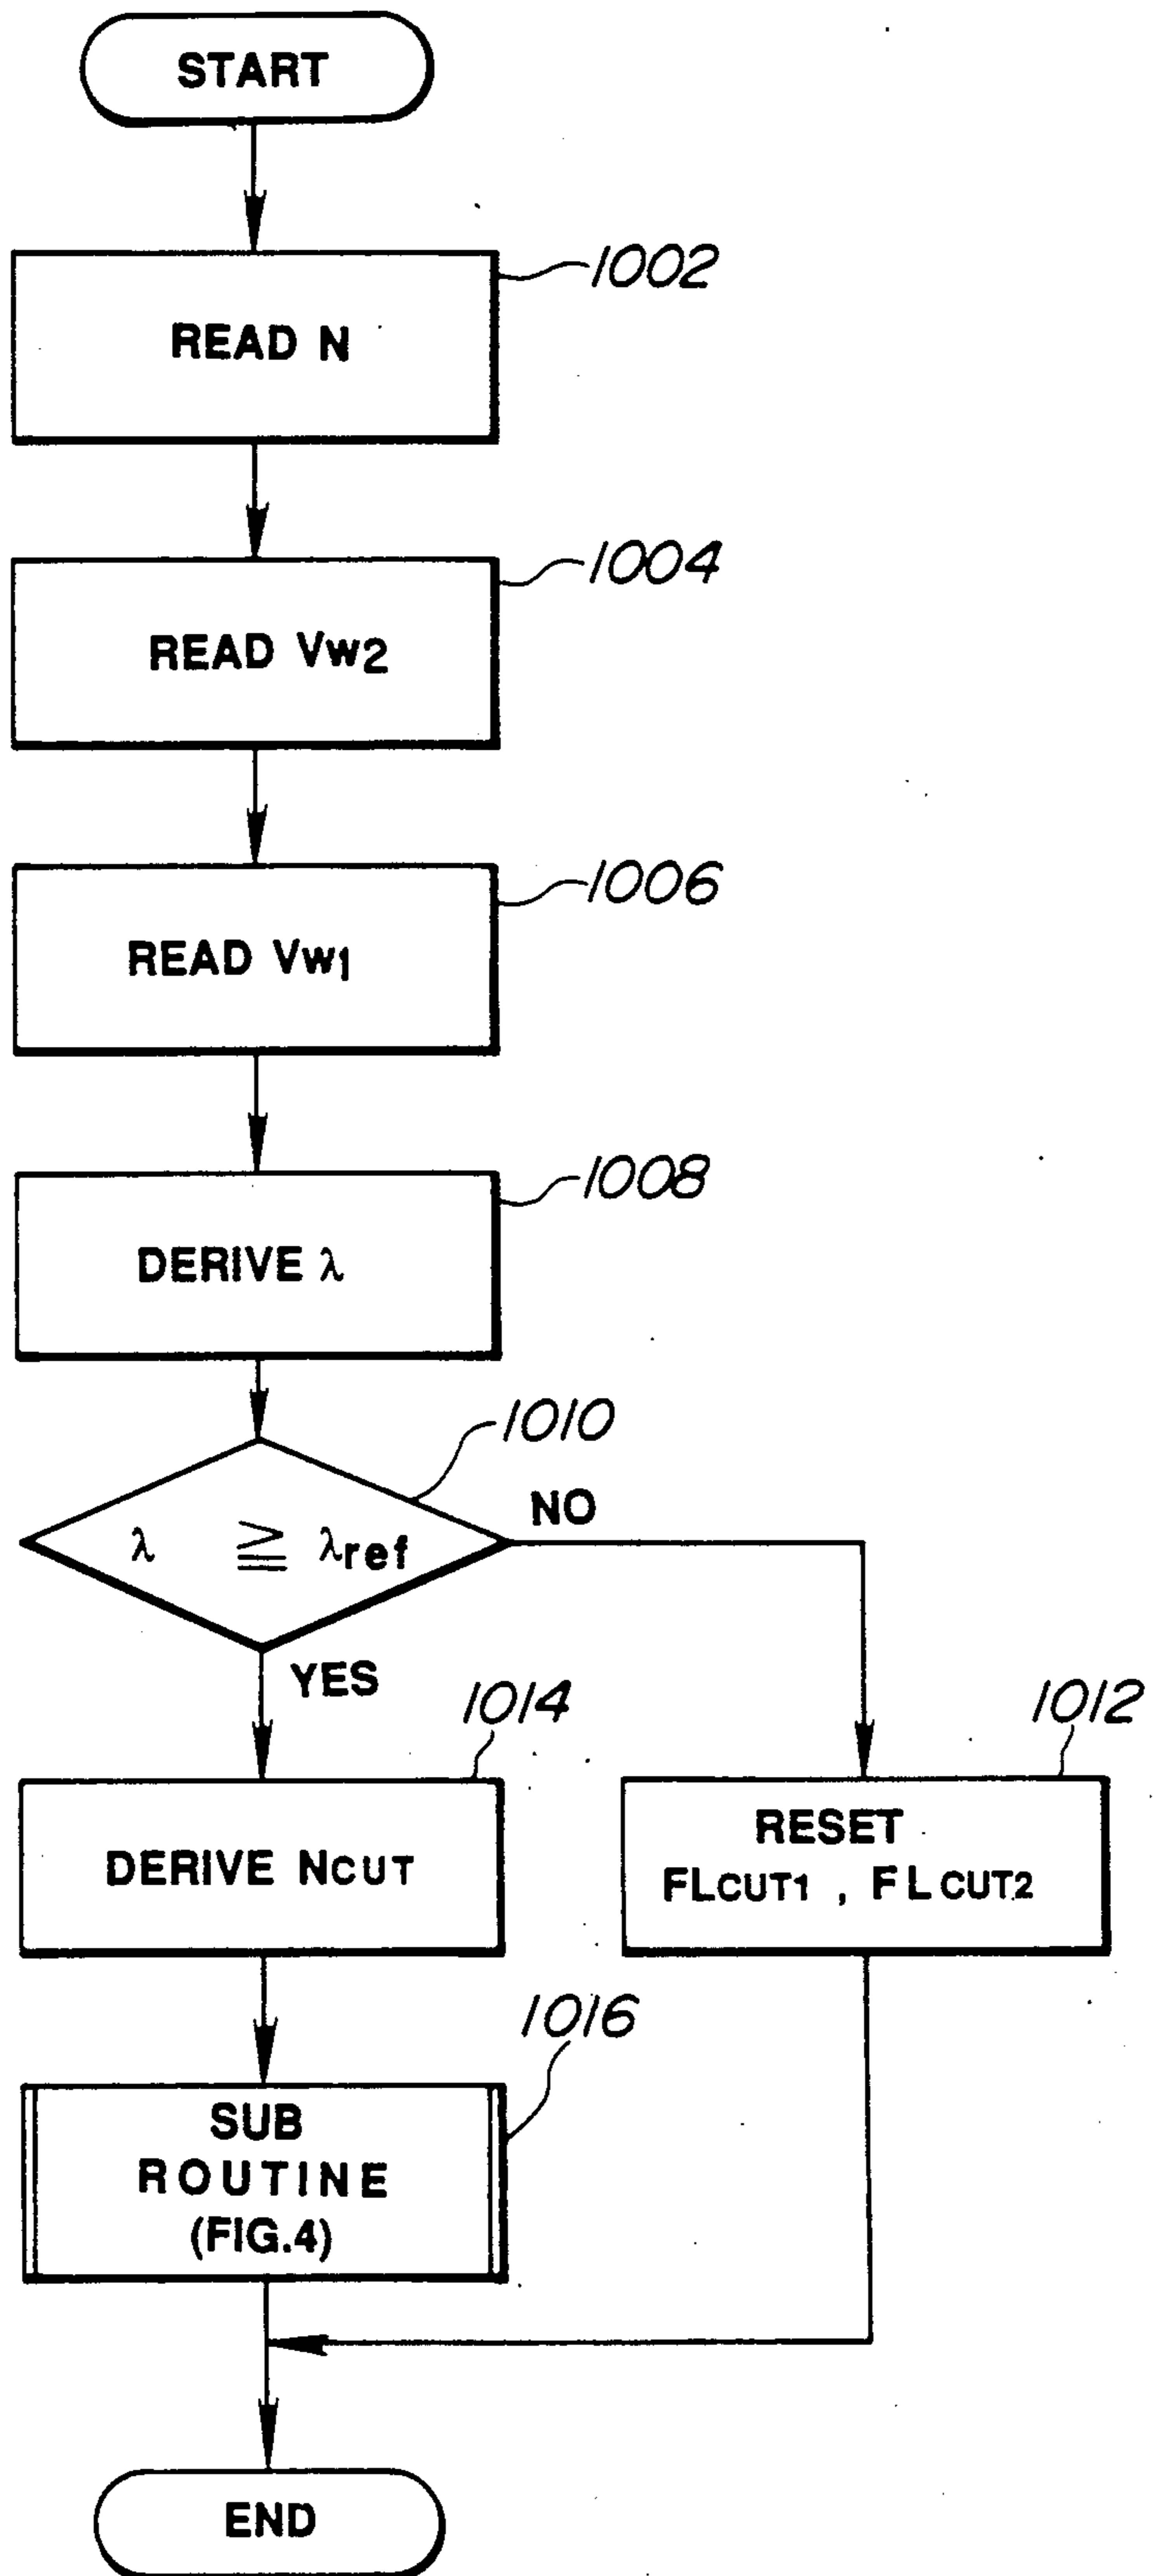 START
1002
READ N
1004
READ Vw2
1006
READ Vw1
1008
DERIVE λ
1010
λ ≧ λref
NO
YES
1014
1012
DERIVE NCUT
RESET
FLCUT1 , FLCUT2
1016
SUB
ROUTINE
(FIG.4)
END